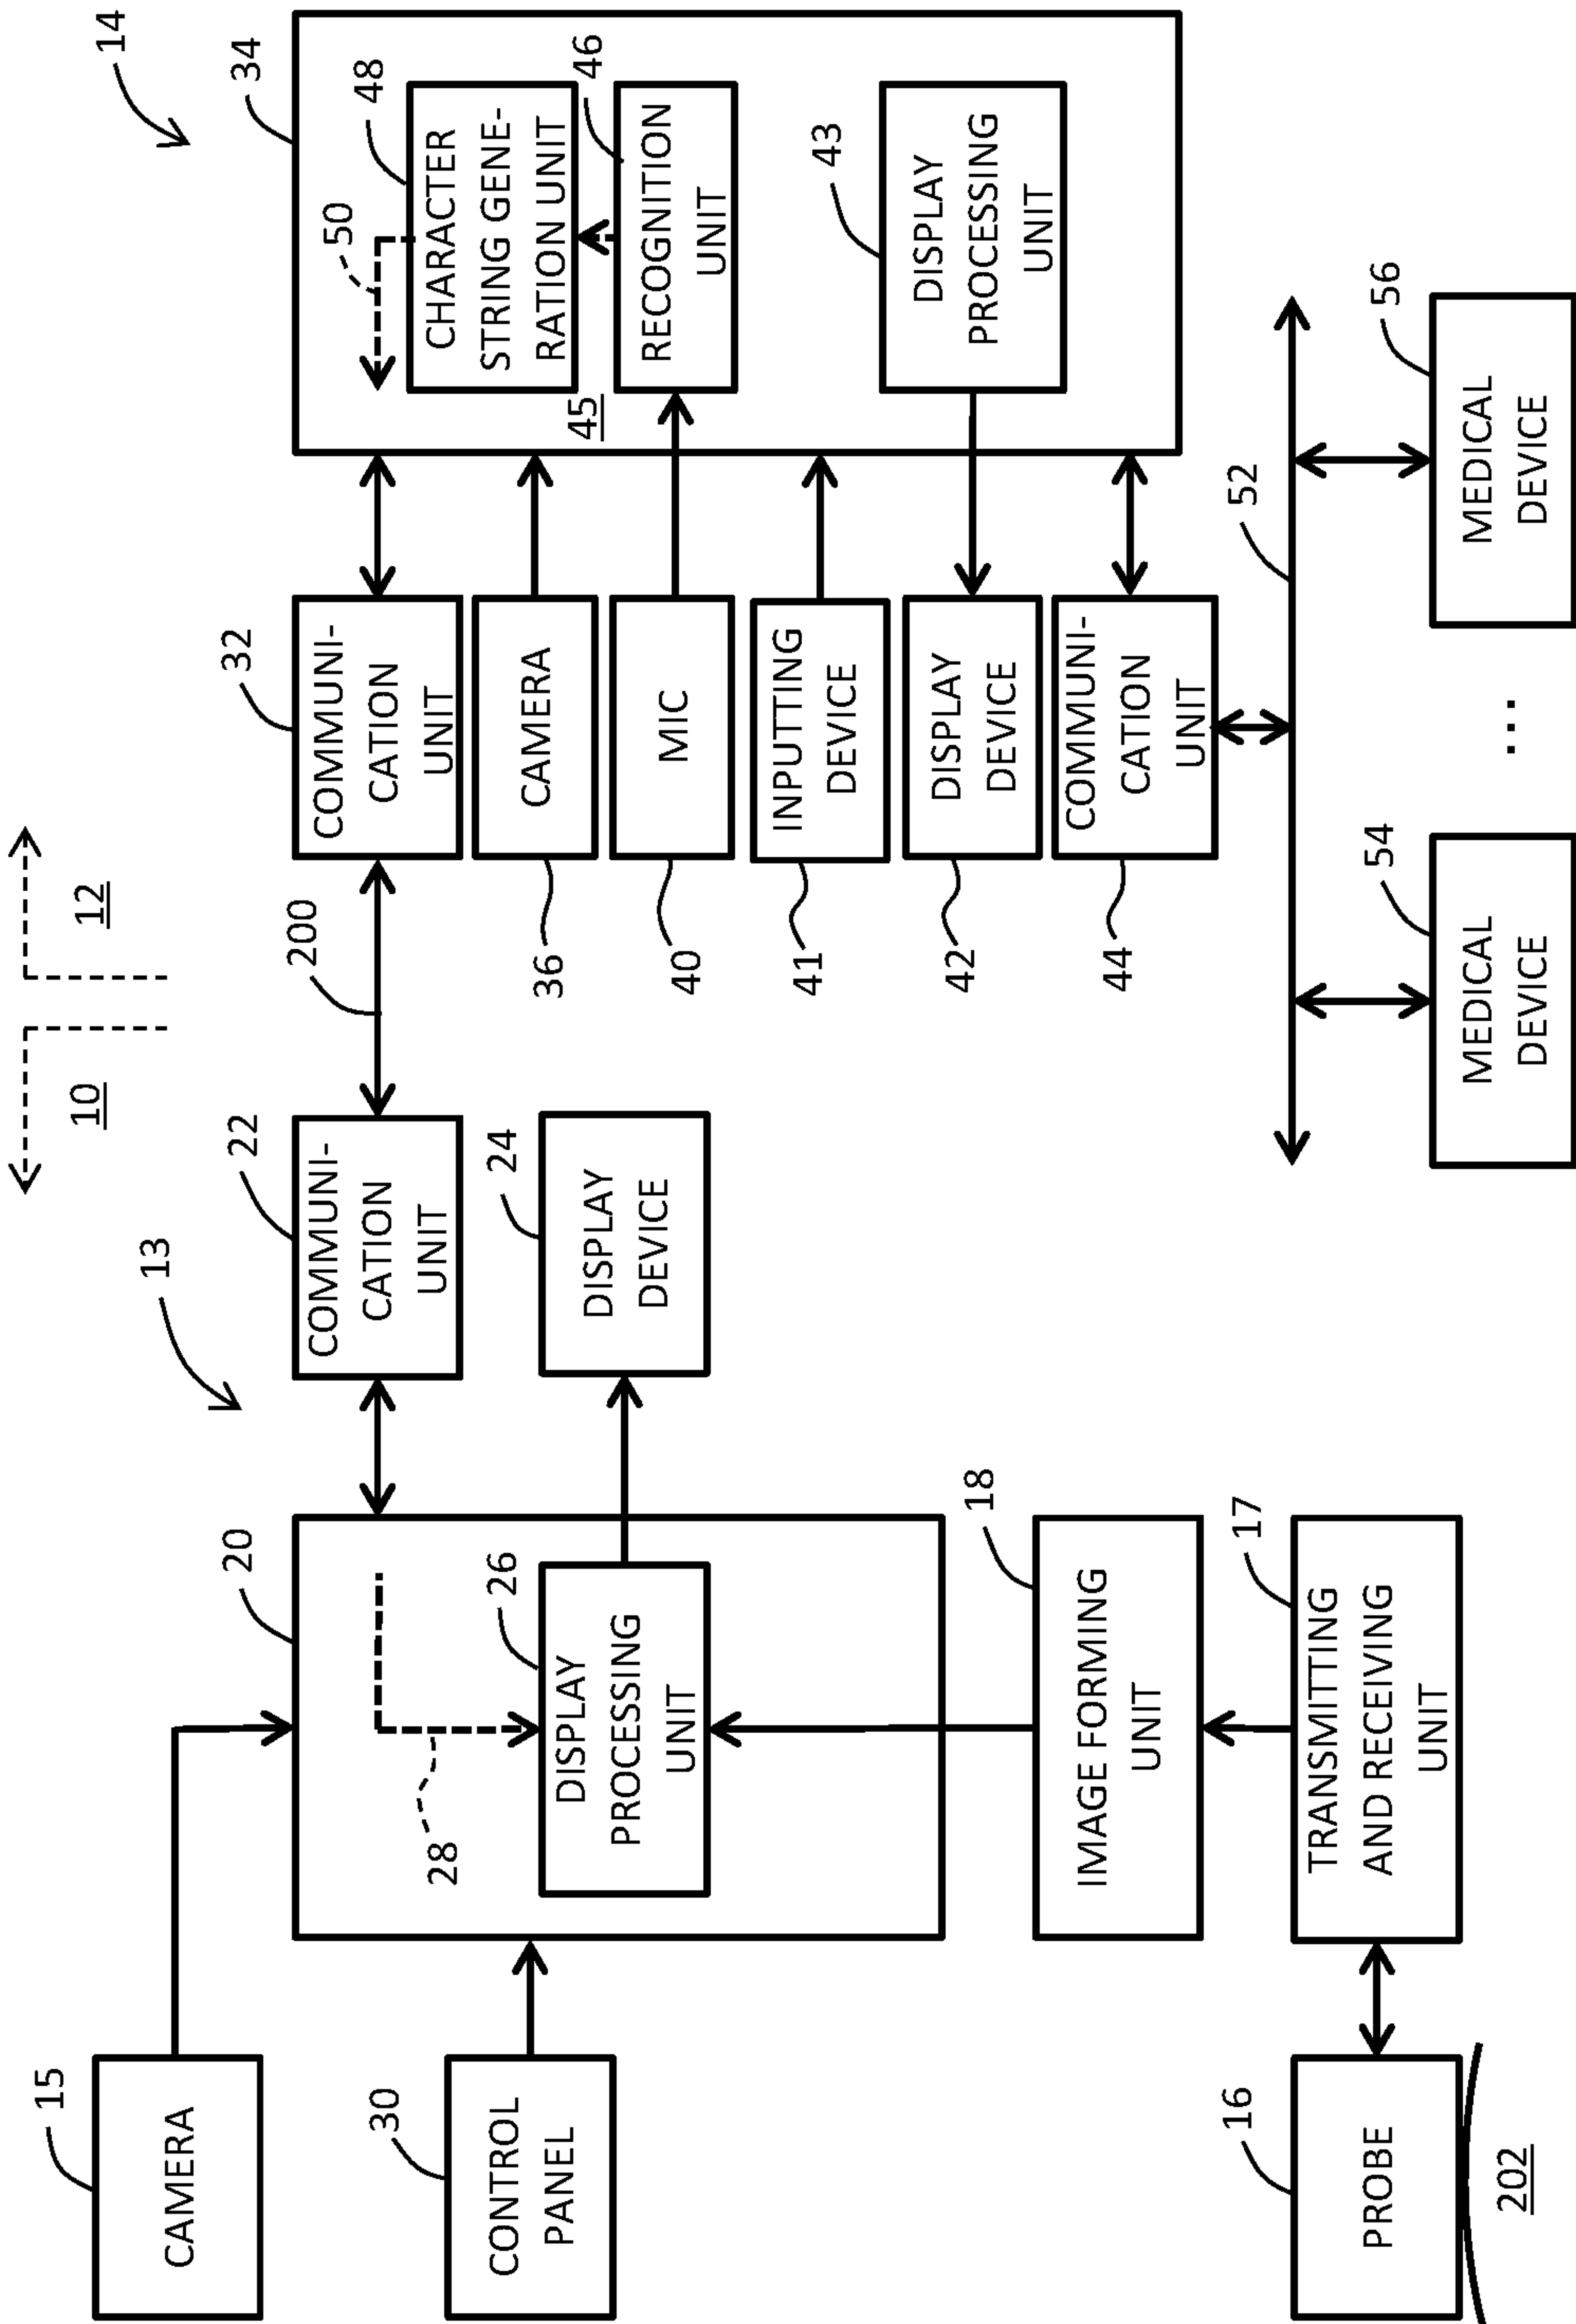 10
12
13
14
15
CAMERA
20
22
COMMUNI-
CATION
UNIT
200
32
COMMUNI-
CATION
UNIT
34
50
48
CHARACTER
STRING GENE-
RATION UNIT
45
46
RECOGNITION
UNIT
28
26
DISPLAY
PROCESSING
UNIT
24
DISPLAY
DEVICE
30
CONTROL
PANEL
36
CAMERA
40
MIC
41
INPUTTING
DEVICE
42
DISPLAY
DEVICE
43
DISPLAY
PROCESSING
UNIT
44
COMMUNI-
CATION
UNIT
18
IMAGE FORMING
UNIT
17
TRANSMITTING
AND RECEIVING
UNIT
16
PROBE
202
52
54
MEDICAL
DEVICE
...
56
MEDICAL
DEVICE